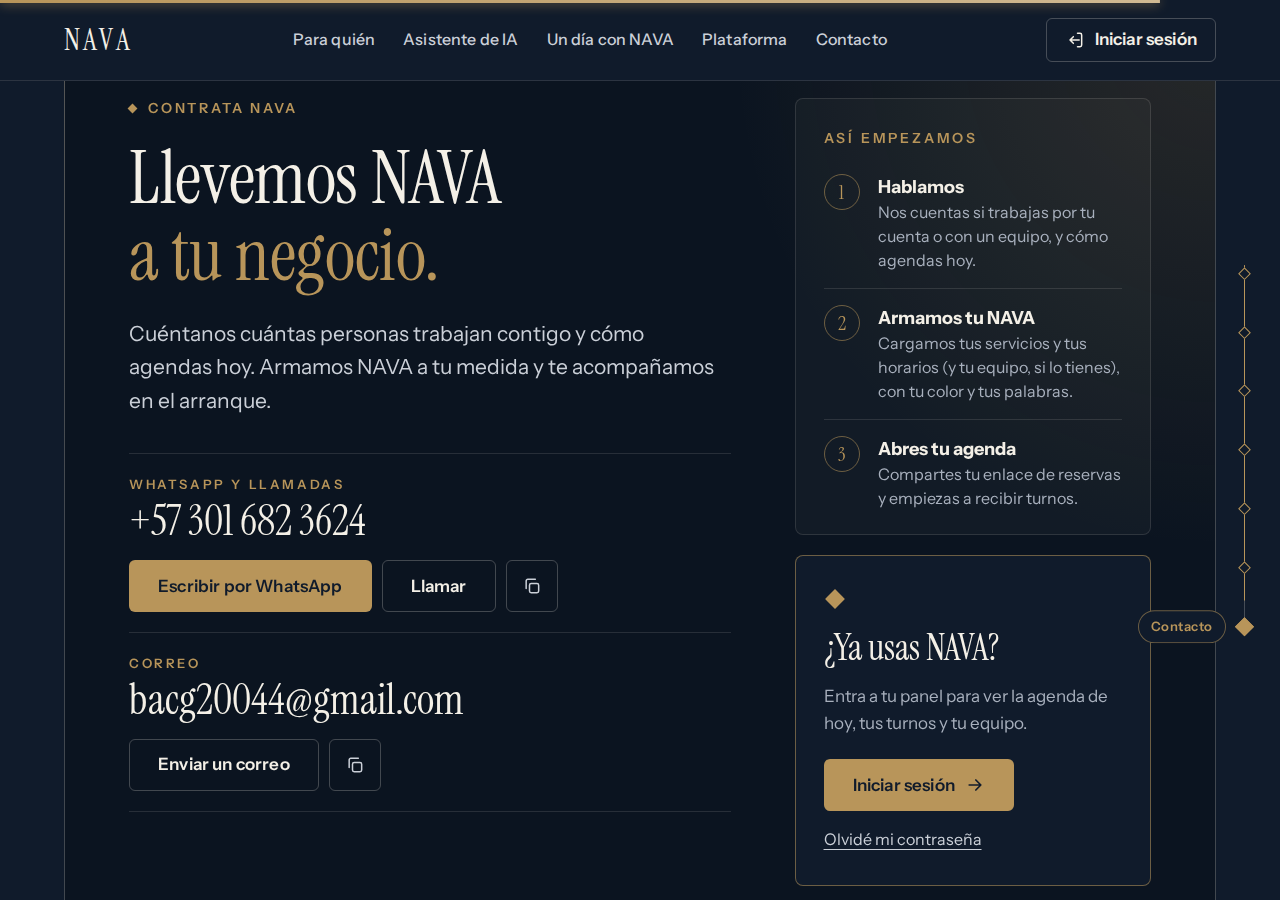 NAVA
Para quién
Asistente de IA
Un día con NAVA
Plataforma
Contacto
Iniciar sesión
CONTRATA NAVA
Llevemos NAVA
a tu negocio.
Cuéntanos cuántas personas trabajan contigo y cómo
agendas hoy. Armamos NAVA a tu medida y te acompañamos
en el arranque.
WHATSAPP Y LLAMADAS
+57 301 682 3624
Escribir por WhatsApp
Llamar
CORREO
bacg20044@gmail.com
Enviar un correo
ASÍ EMPEZAMOS
1
Hablamos
Nos cuentas si trabajas por tu
cuenta o con un equipo, y cómo
agendas hoy.
2
Armamos tu NAVA
Cargamos tus servicios y tus
horarios (y tu equipo, si lo tienes),
con tu color y tus palabras.
3
Abres tu agenda
Compartes tu enlace de reservas
y empiezas a recibir turnos.
¿Ya usas NAVA?
Entra a tu panel para ver la agenda de
hoy, tus turnos y tu equipo.
Iniciar sesión
Olvidé mi contraseña
Contacto